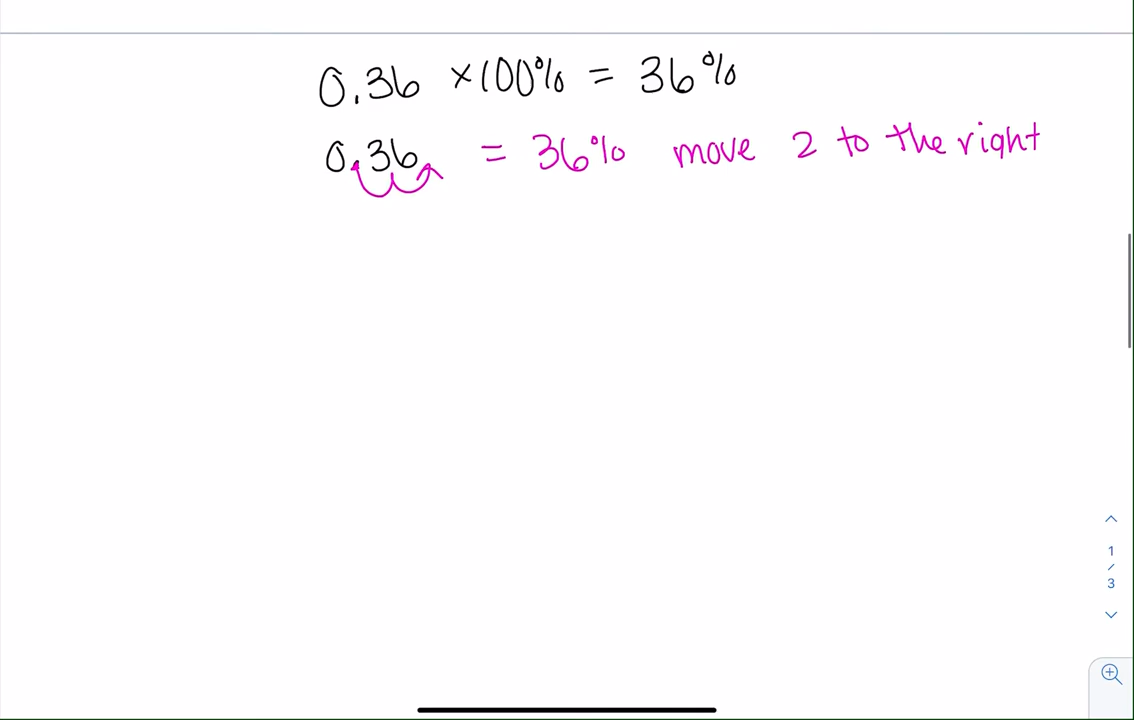 0.36 ×100% = 36%
0.36 = 36% move 2 to the right
1
/
3